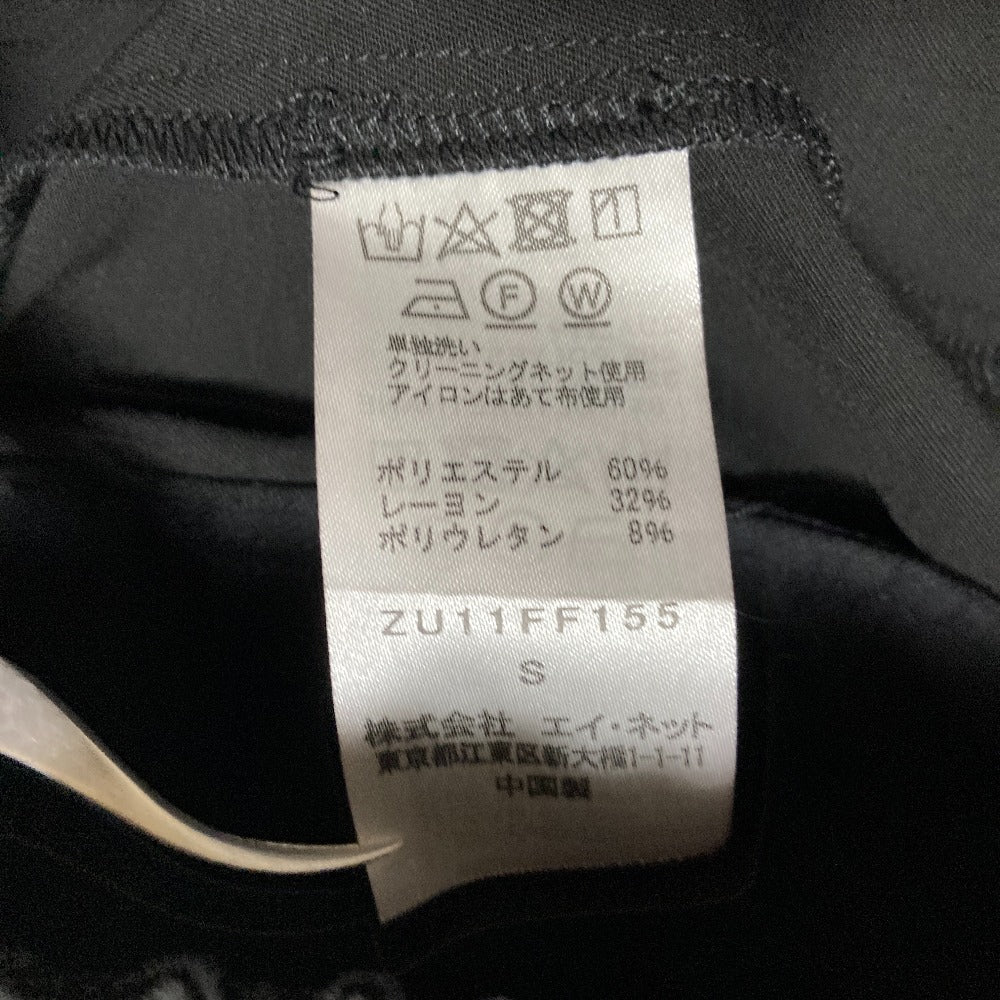 F W
単独洗い
クリーニングネット使用
アイロンはあて布使用
ポリエステル 60%
レーヨン 32%
ポリウレタン 8%
ZU11FF155
S
株式会社 エイ・ネット
東京都江東区新大橋1-1-11
中国製